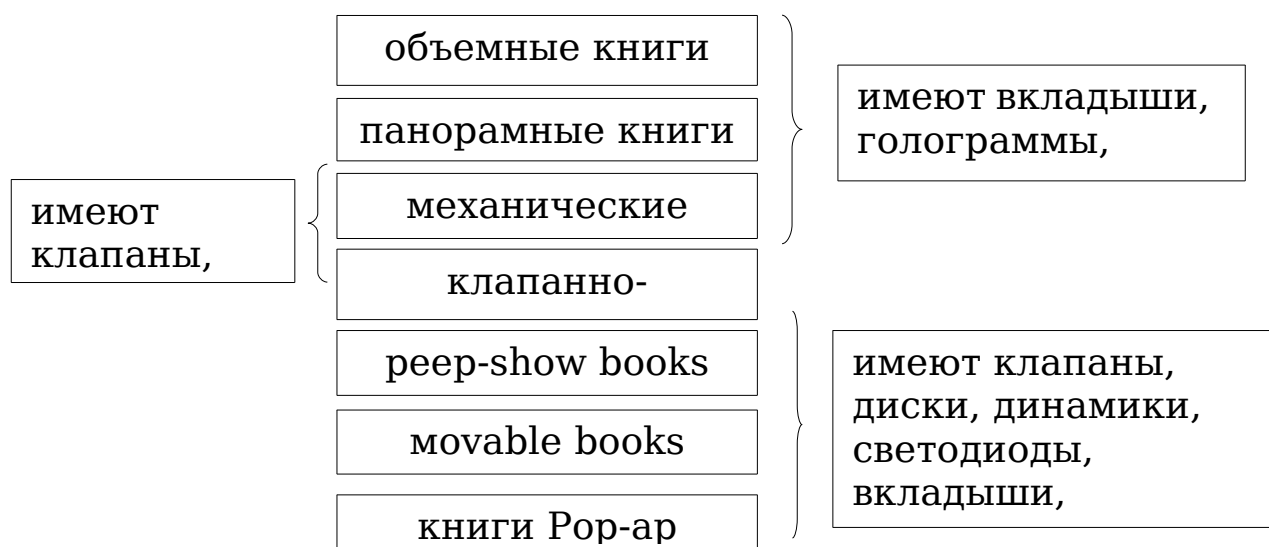 объемные книги
панорамные книги
механические
клапанно-
peep-show books
мovable books
книги Pop-ap
имеют
клапаны,
имеют вкладыши,
голограммы,
имеют клапаны,
диски, динамики,
светодиоды,
вкладыши,